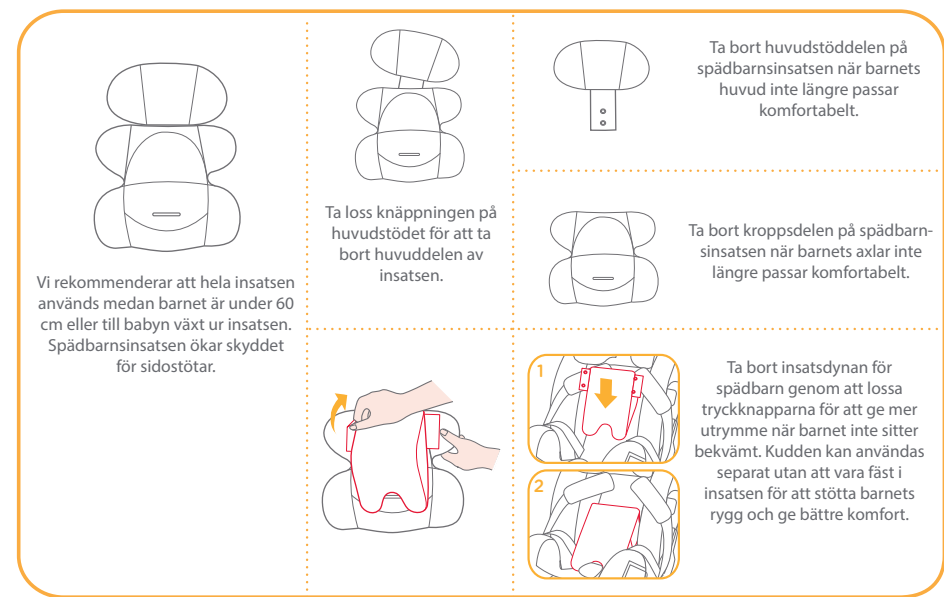 Vi rekommenderar att hela insatsen
används medan barnet är under 60
cm eller till babyn växt ur insatsen.
Spädbarnsinsatsen ökar skyddet
för sidostötar.
Ta loss knäppningen på
huvudstödet för att ta
bort huvuddelen av
insatsen.
Ta bort huvudstöddelen på
spädbarnsinsatsen när barnets
huvud inte längre passar
komfortabelt.
Ta bort kroppsdelen på spädbarn-
sinsatsen när barnets axlar inte
längre passar komfortabelt.
1
2
Ta bort insatsdynan för
spädbarn genom att lossa
tryckknapparna för att ge mer
utrymme när barnet inte sitter
bekvämt. Kudden kan användas
separat utan att vara fäst i
insatsen för att stötta barnets
rygg och ge bättre komfort.